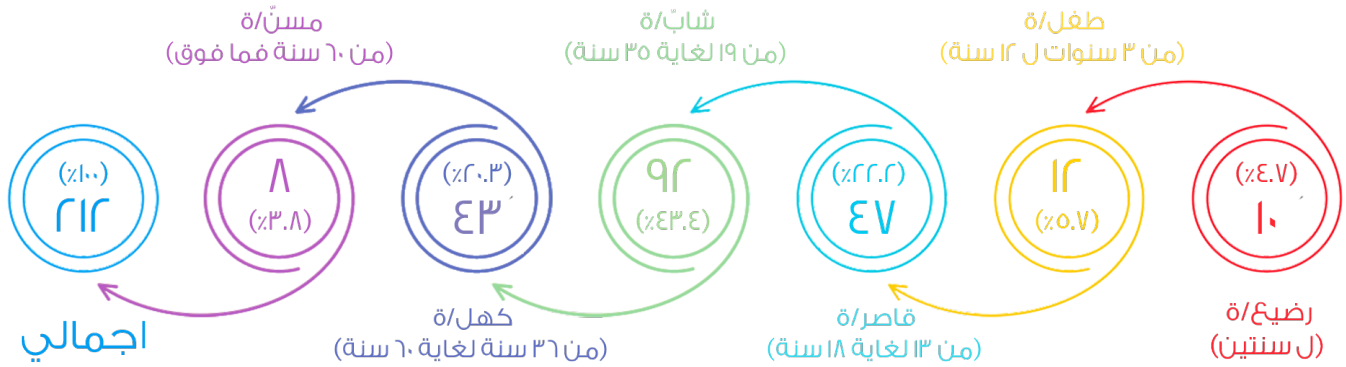 رضيع/ة
(ل سنتين)
(٪٤.٧)
١٠
طفل/ة
(من ٣ سنوات ل ١٢ سنة)
١٢
(٪٥.٧)
قاصر/ة
(من ١٣ لغاية ١٨ سنة)
(٪٢٢.٢)
٤٧
شابّ/ة
(من ١٩ لغاية ٣٥ سنة)
٩٢
(٪٤٣.٤)
كهل/ة
(من ٣٦ سنة لغاية ٦٠ سنة)
(٪٢٠.٣)
٤٣
مسنّ/ة
(من ٦٠ سنة فما فوق)
٨
(٪٣.٨)
(٪١٠٠)
٢١٢
اجمالي